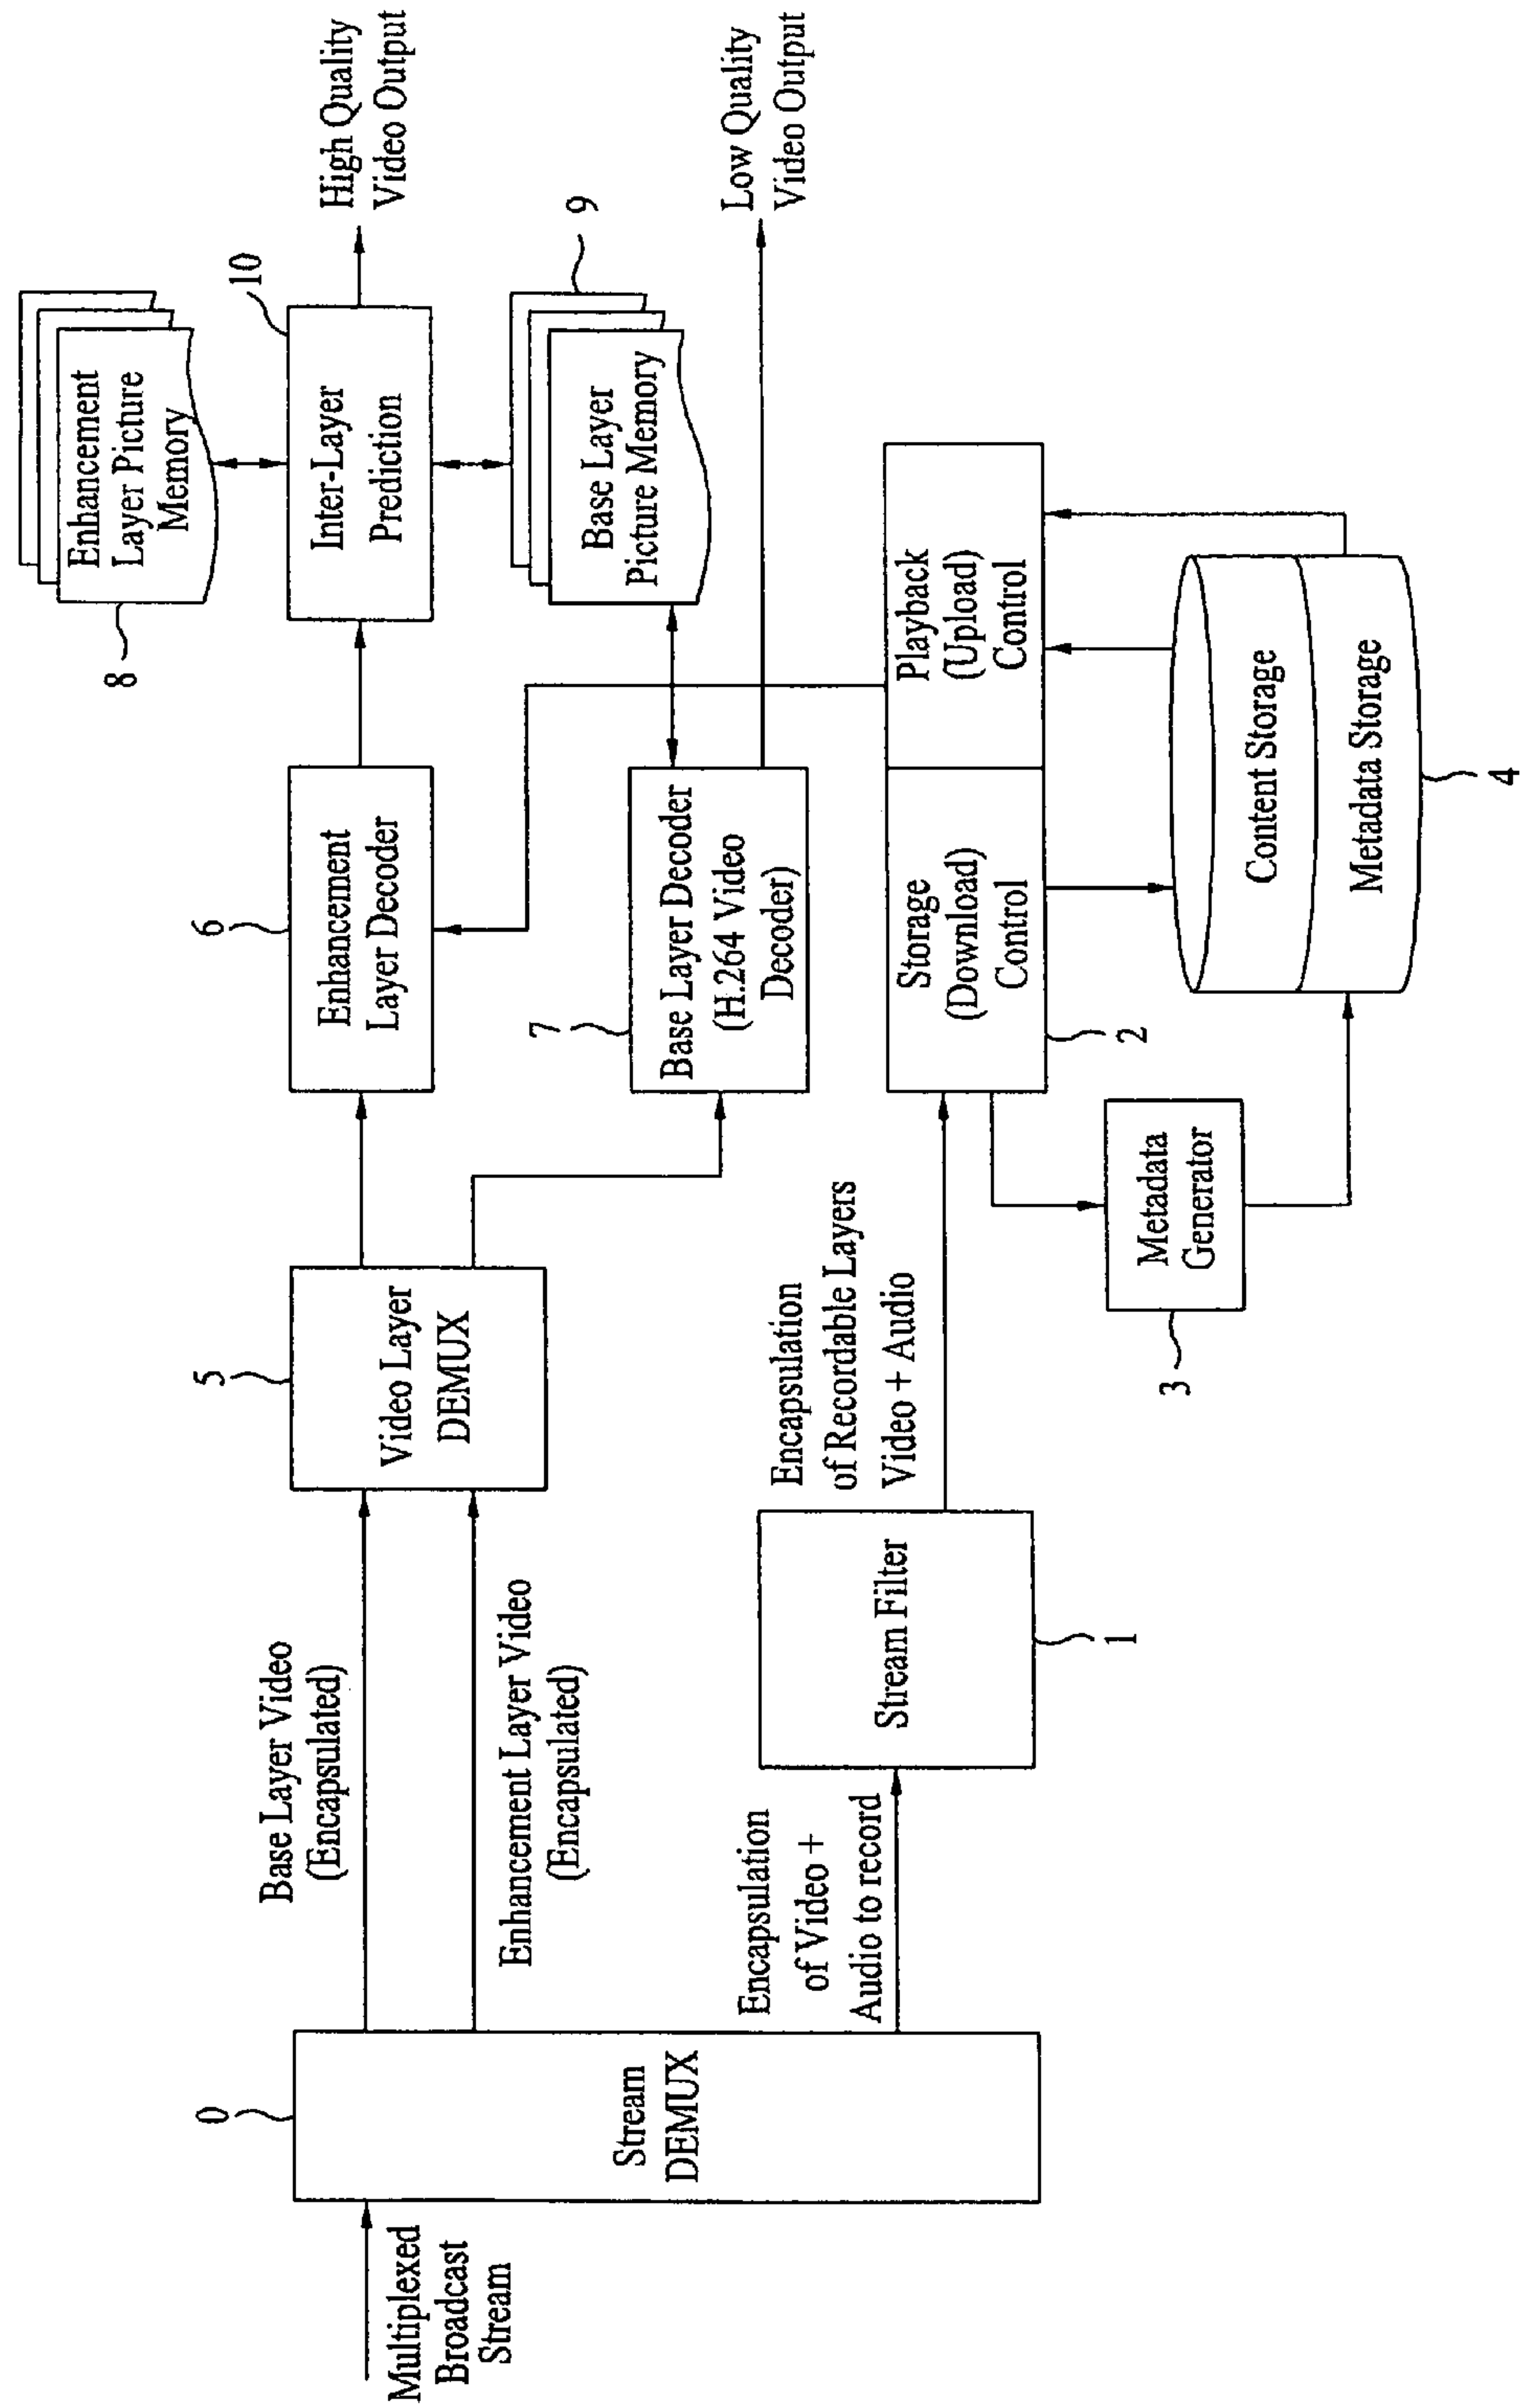 Multiplexed
Broadcast
Stream
0
Stream
DEMUX
Base Layer Video
(Encapsulated)
Enhancement Layer Video
(Encapsulated)
Encapsulation
of Video +
Audio to record
5
Video Layer
DEMUX
Stream Filter
1
Encapsulation
of Recordable Layers
Video + Audio
6
Enhancement
Layer Decoder
7
Base Layer Decoder
(H.264 Video
Decoder)
Storage
(Download)
Control
2
Playback
(Upload)
Control
Metadata
Generator
3
Content Storage
Metadata Storage
4
8
Enhancement
Layer Picture
Memory
10
Inter-Layer
Prediction
9
Base Layer
Picture Memory
High Quality
Video Output
Low Quality
Video Output